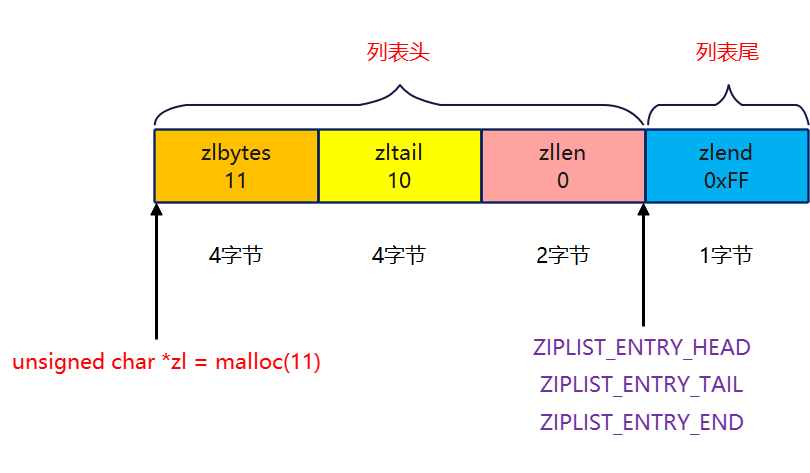 列表头
列表尾
zlbytes
11
zltail
10
zllen
0
zlend
0xFF
4字节
4字节
2字节
1字节
unsigned char *zl = malloc(11)
ZIPLIST_ENTRY_HEAD
ZIPLIST_ENTRY_TAIL
ZIPLIST_ENTRY_END